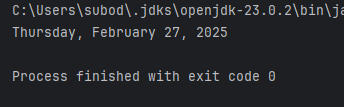 C:\Users\subod\.jdks\openjdk-23.0.2\bin\ja
Thursday, February 27, 2025
Process finished with exit code 0